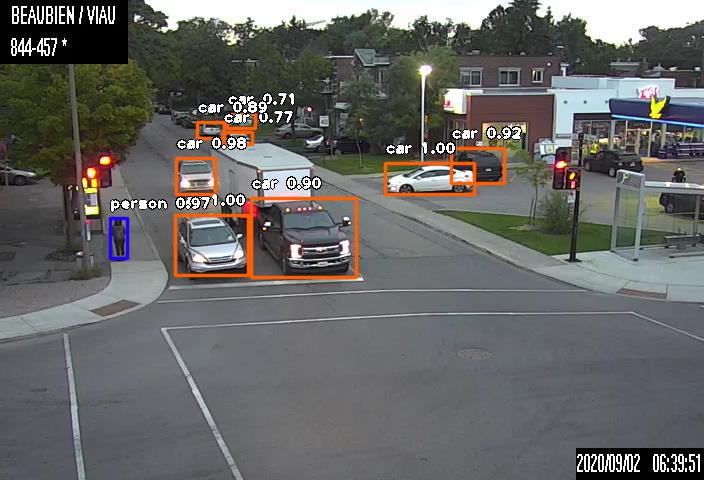 BEAUBIEN / VIAU
844-457 *
car 0.71
car 0.89
car 0.77
car 0.98
car 1.00
car 0.92
car 0.90
person 0.97
1.00
2020/09/02 06:39:51